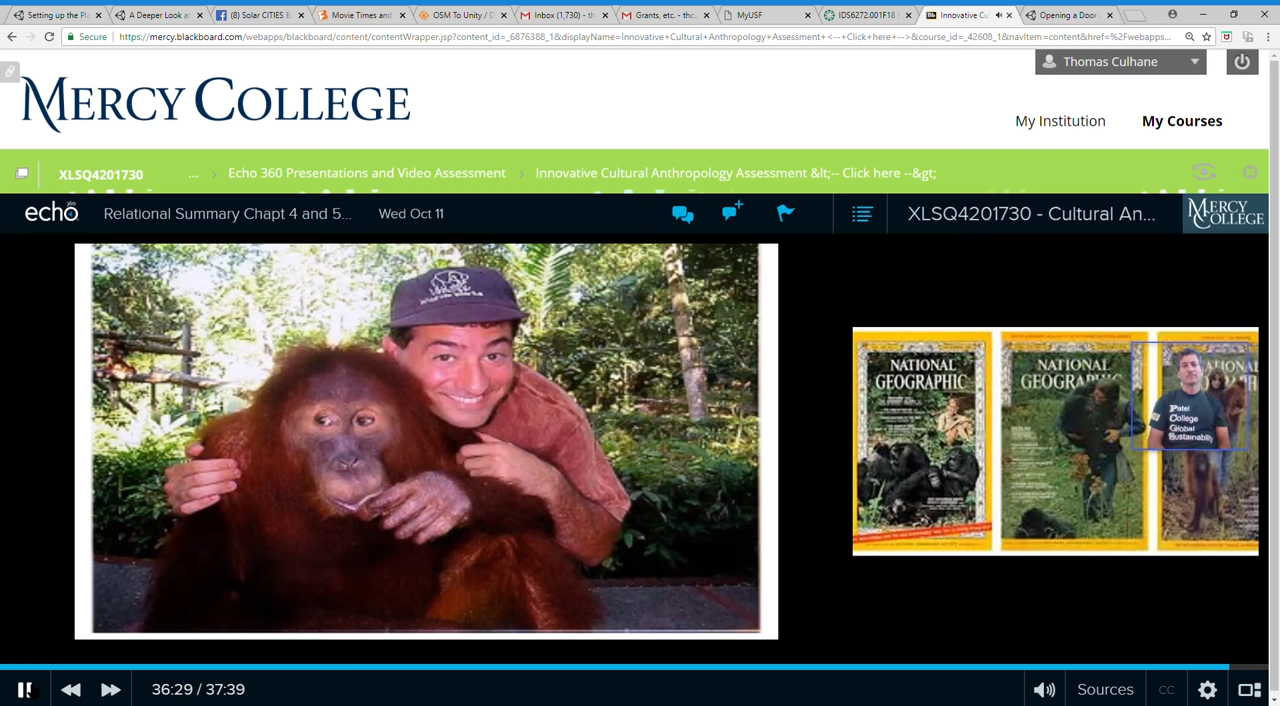 Setting up the Pla
A Deeper Look at
(8) Solar CITIES B
Movie Times and
OSM To Unity / D
Inbox (1,730) - th
Grants, etc. - thcu
MyUSF
IDS6272.001F18
Innovative Cu
Opening a Door
Secure
https://mercy.blackboard.com/webapps/blackboard/content/contentWrapper.jsp?content_id=_6876388_1&displayName=Innovative+Cultural+Anthropology+Assessment+<--+Click+here+-->&course_id=_42608_1&navItem=content&href=%2Fwebapps...
Thomas Culhane
MERCY COLLEGE
My Institution
My Courses
XLSQ4201730
...
Echo 360 Presentations and Video Assessment
Innovative Cultural Anthropology Assessment &lt;-- Click here --&gt;
echo 360
Relational Summary Chapt 4 and 5...
Wed Oct 11
XLSQ4201730 - Cultural An...
MERCY
COLLEGE
NATIONAL
GEOGRAPHIC
NATIONAL
GEOGRAPHIC
Patel
College
Global
Sustainability
36:29 / 37:39
Sources
CC